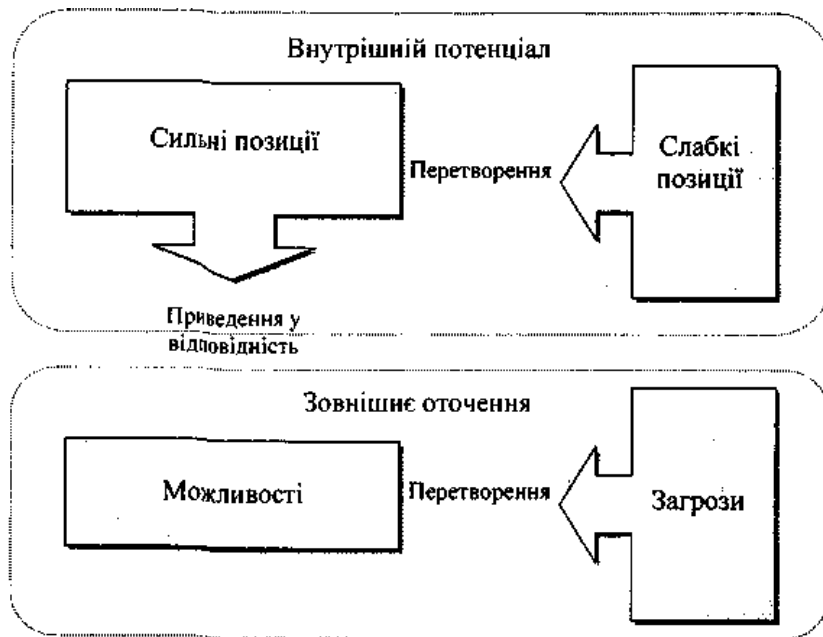 Внутрішній потенціал
Сильні позиції
Перетворення
Слабкі
позиції
Приведення у
відповідність
Зовнішнє оточення
Можливості
Перетворення
Загрози